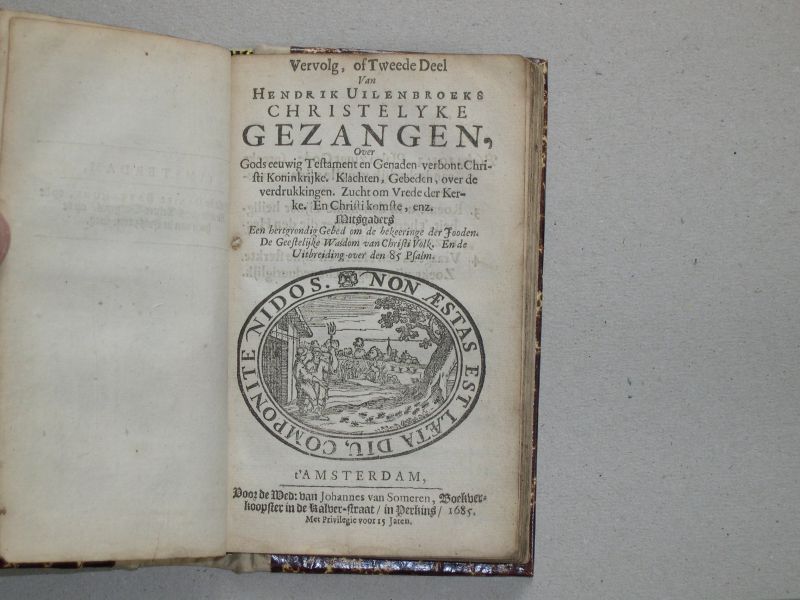 Vervolg, of Tweede Deel
Van
HENDRIK UILENBROEKS
CHRISTELYKE
GEZANGEN,
Over
Gods eeuwig Testament en Genaden verbont. Chri-
sti Koninkrijke. Klachten, Gebeden, over de
verdrukkingen. Zucht om Vrede der Ker-
ke. En Christi komste, enz.
Mitsgaders
Een hertgrondig Gebed om de bekeeringe der Jooden.
De Geestelijke Wasdom van Christi Volk. En de
Uitbreiding over den 85 Psalm.
NON ÆSTAS EST LÆTA DIU, COMPONITE NIDOS.
t'AMSTERDAM,
Voor de Wed: van Johannes van Someren, Boekver-
koopster in de Kalver-straat / in Perkins / 1685.
Met Privilegie voor 15 Jaren.